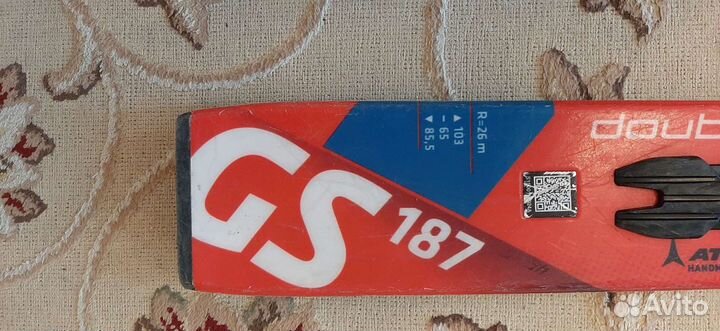 GS
187
R=26 m
▲ 103
– 65
▼ 85,5
doub
AT
HANDM
Avito